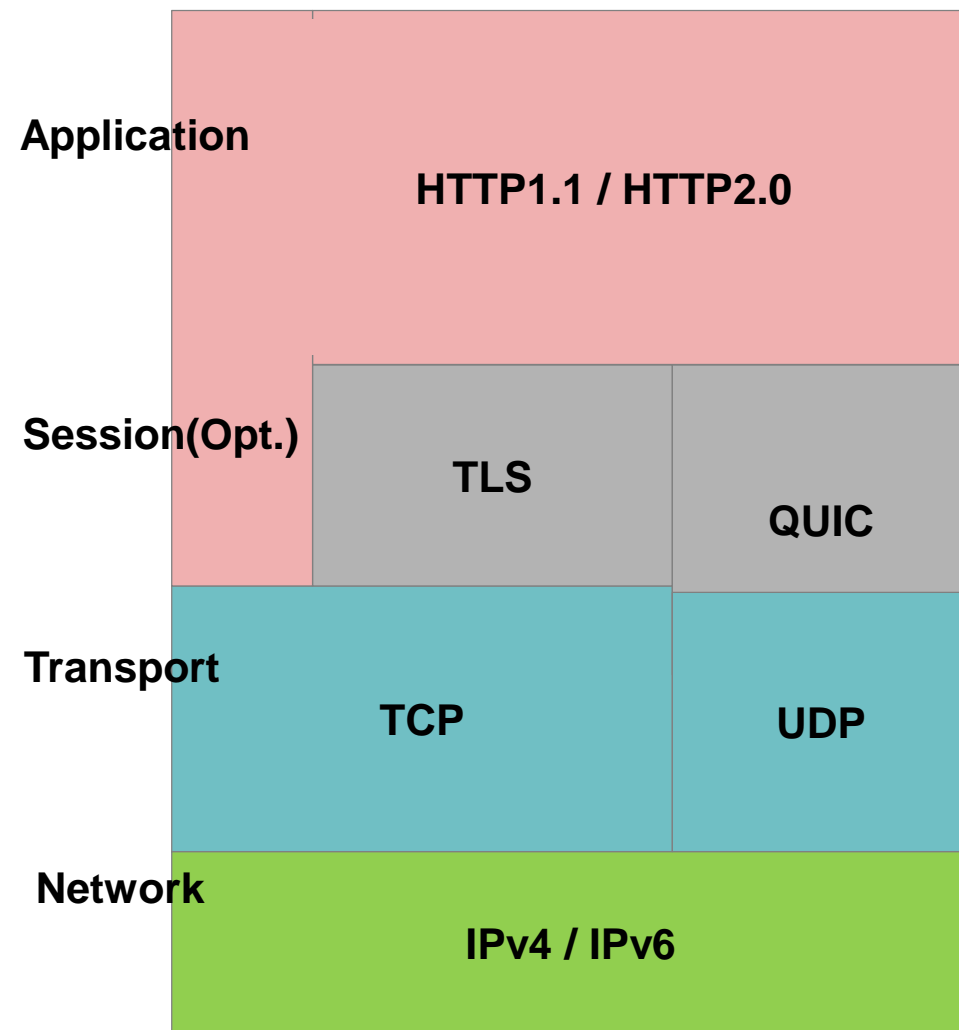 Application
HTTP1.1 / HTTP2.0
Session(Opt.)
TLS
QUIC
Transport
TCP
UDP
Network
IPv4 / IPv6